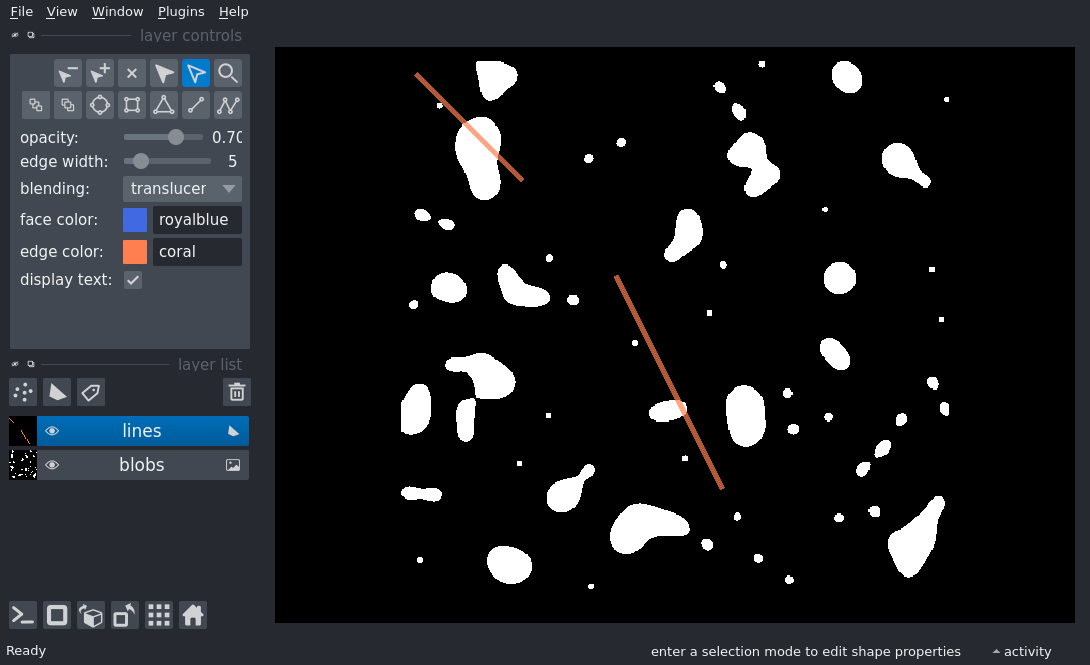 File View Window Plugins Help
layer controls
opacity: 0.70
edge width: 5
blending: translucer
face color: royalblue
edge color: coral
display text:
layer list
lines
blobs
Ready
enter a selection mode to edit shape properties
activity